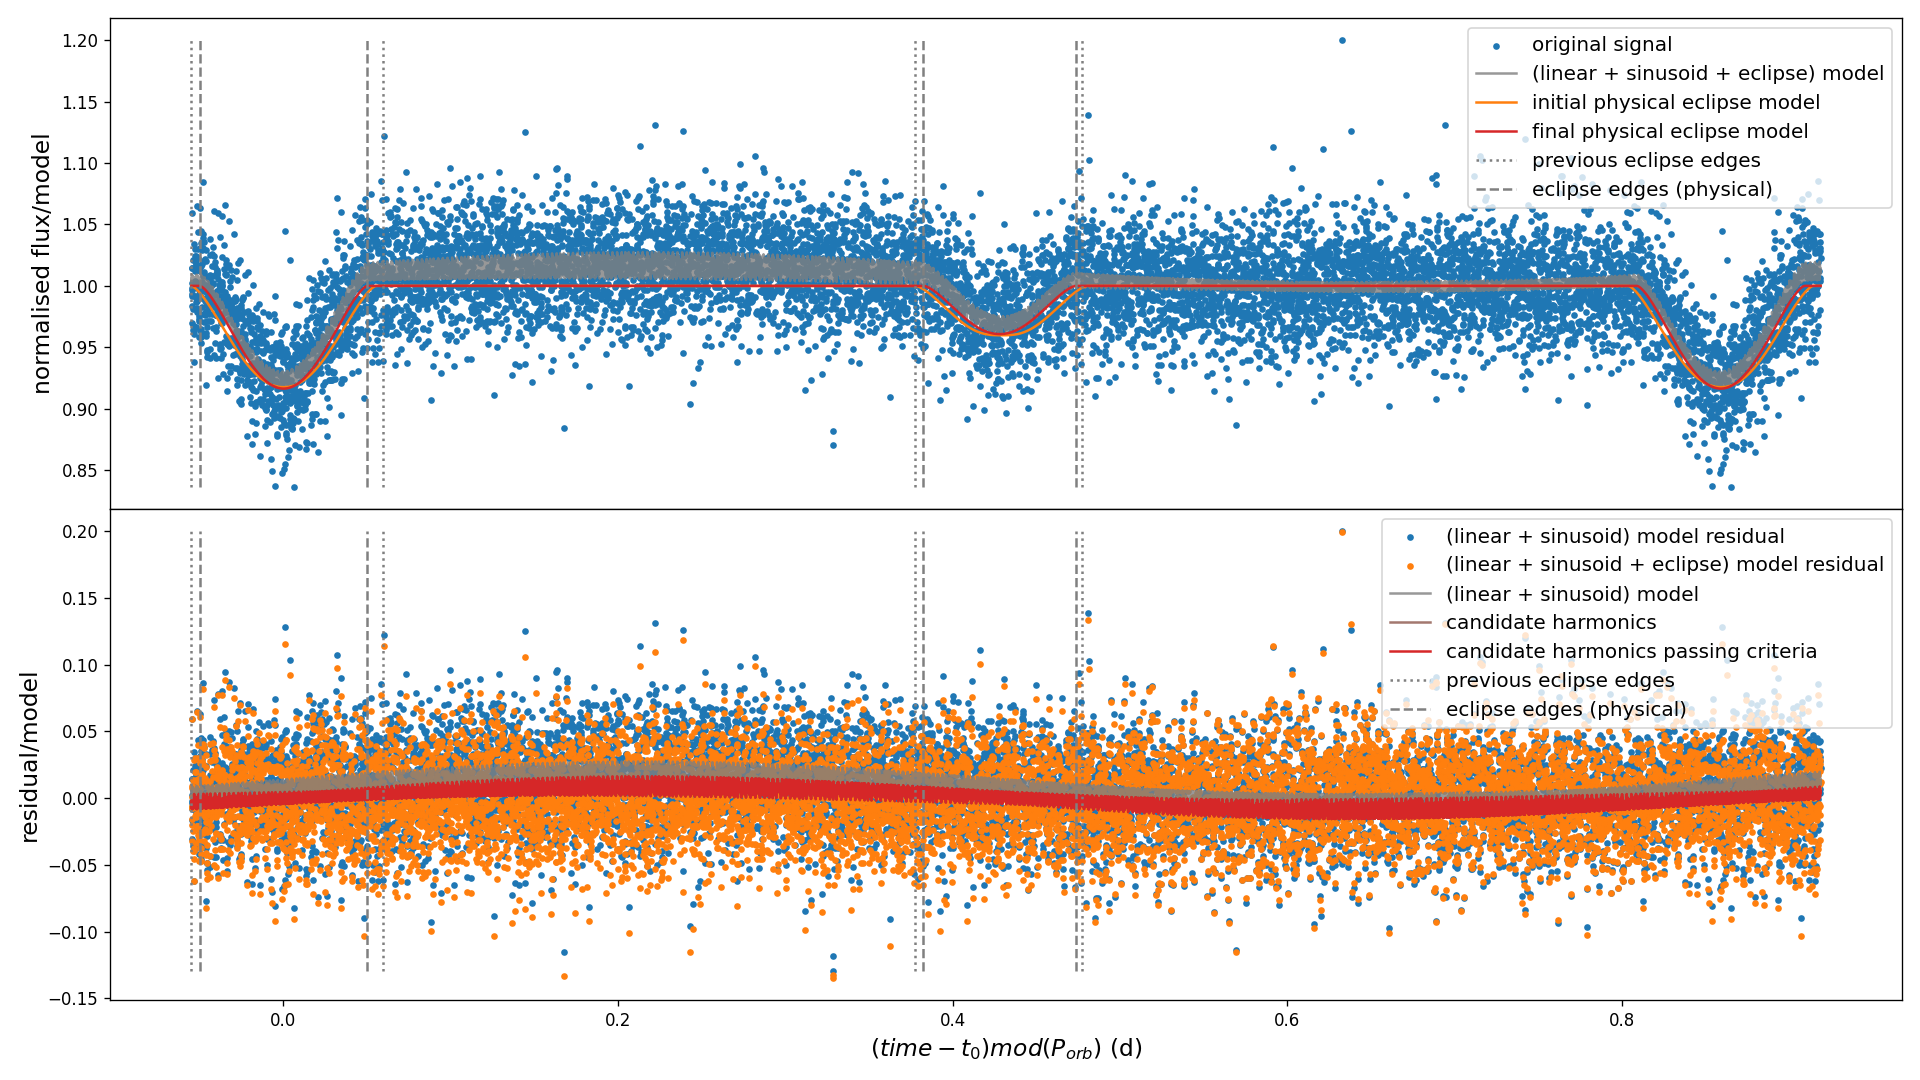 normalised flux/model
1.20
1.15
1.10
1.05
1.00
0.95
0.90
0.85
original signal
(linear + sinusoid + eclipse) model
initial physical eclipse model
final physical eclipse model
previous eclipse edges
eclipse edges (physical)
residual/model
0.20
0.15
0.10
0.05
0.00
−0.05
−0.10
−0.15
(linear + sinusoid) model residual
(linear + sinusoid + eclipse) model residual
(linear + sinusoid) model
candidate harmonics
candidate harmonics passing criteria
previous eclipse edges
eclipse edges (physical)
0.0 0.2 0.4 0.6 0.8
(time − t₀)mod(P_orb) (d)